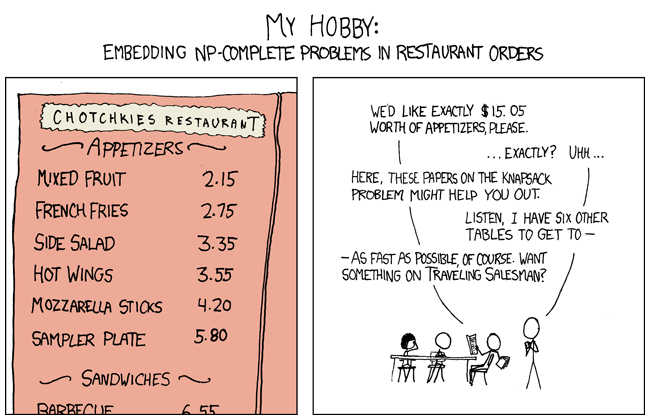 MY HOBBY:
EMBEDDING NP-COMPLETE PROBLEMS IN RESTAURANT ORDERS
CHOTCHKIES RESTAURANT
APPETIZERS
MIXED FRUIT 2.15
FRENCH FRIES 2.75
SIDE SALAD 3.35
HOT WINGS 3.55
MOZZARELLA STICKS 4.20
SAMPLER PLATE 5.80
SANDWICHES
BARBECUE 6.55
WE'D LIKE EXACTLY $15.05
WORTH OF APPETIZERS, PLEASE.
...EXACTLY? UHH...
HERE, THESE PAPERS ON THE KNAPSACK
PROBLEM MIGHT HELP YOU OUT.
LISTEN, I HAVE SIX OTHER
TABLES TO GET TO —
—AS FAST AS POSSIBLE, OF COURSE. WANT
SOMETHING ON TRAVELING SALESMAN?